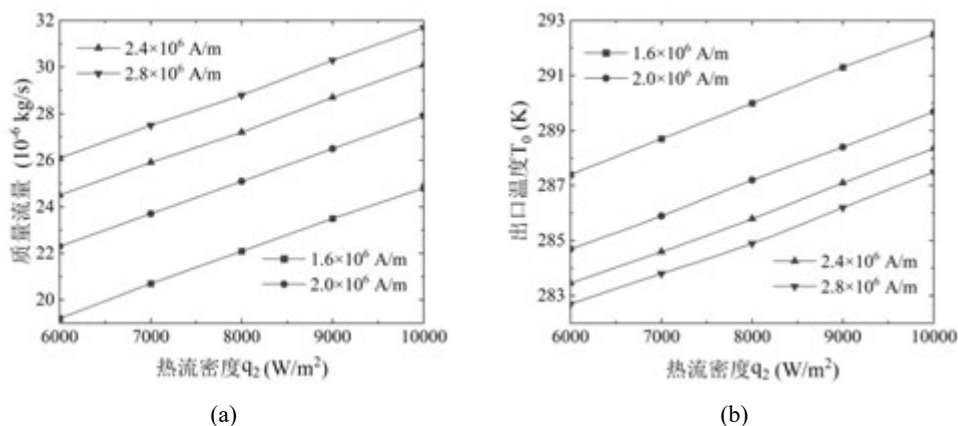 32
30
28
26
24
22
20
质量流量 (10⁻⁶ kg/s)
2.4×10⁶ A/m
2.8×10⁶ A/m
1.6×10⁶ A/m
2.0×10⁶ A/m
6000 7000 8000 9000 10000
热流密度q₂ (W/m²)
(a)
293
291
289
287
285
283
出口温度T₀ (K)
1.6×10⁶ A/m
2.0×10⁶ A/m
2.4×10⁶ A/m
2.8×10⁶ A/m
6000 7000 8000 9000 10000
热流密度q₂ (W/m²)
(b)